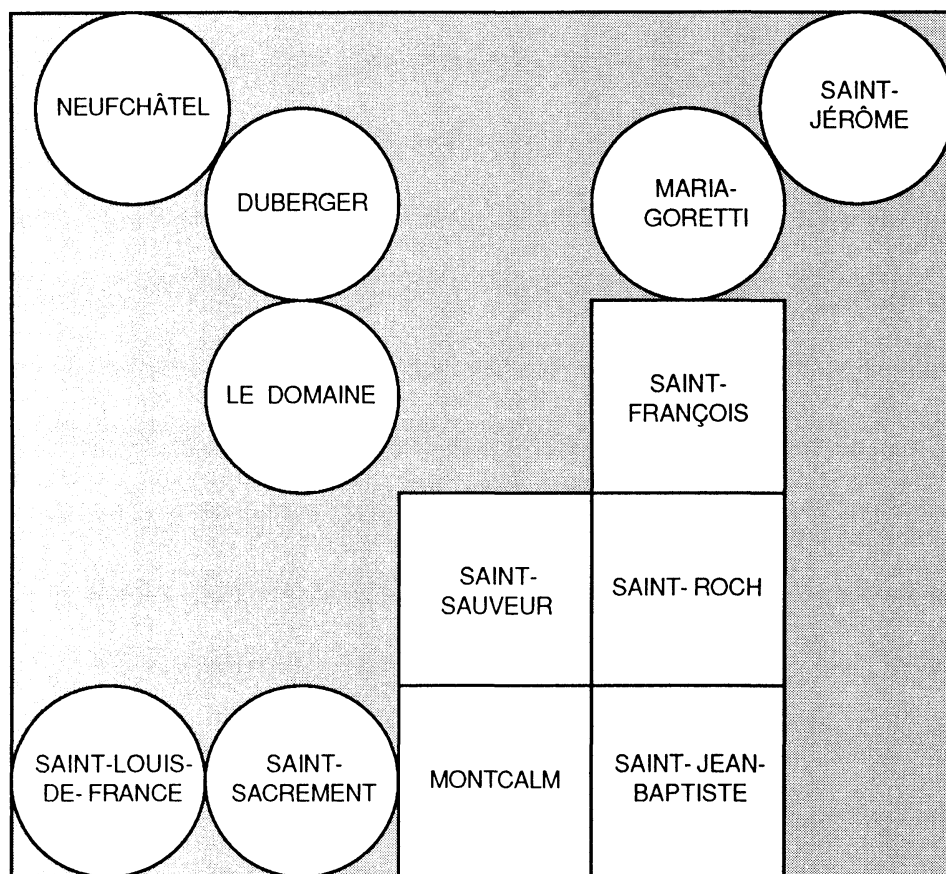 NEUFCHÂTEL
SAINT-
JÉRÔME
DUBERGER
MARIA-
GORETTI
LE DOMAINE
SAINT-
FRANÇOIS
SAINT-
SAUVEUR
SAINT- ROCH
SAINT-LOUIS-
DE- FRANCE
SAINT-
SACREMENT
MONTCALM
SAINT- JEAN-
BAPTISTE